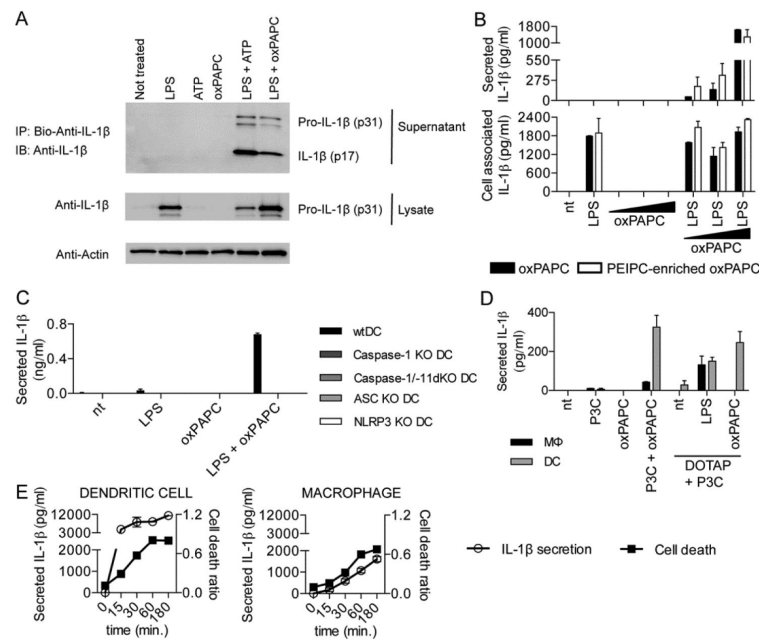 A
Not treated
LPS
ATP
oxPAPC
LPS + ATP
LPS + oxPAPC
IP: Bio-Anti-IL-1β
IB: Anti-IL-1β
Pro-IL-1β (p31)
IL-1β (p17)
Supernatant
Anti-IL-1β
Pro-IL-1β (p31)
Lysate
Anti-Actin
B
Secreted
IL-1β (pg/ml)
1800
1000
550
275
0
Cell associated
IL-1β (pg/ml)
2400
1800
1200
600
0
nt
LPS
oxPAPC
LPS
LPS
LPS
oxPAPC
oxPAPC
PEIPC-enriched oxPAPC
C
Secreted IL-1β
(ng/ml)
0.8
0.4
0.0
nt
LPS
oxPAPC
LPS + oxPAPC
wtDC
Caspase-1 KO DC
Caspase-1/-11dKO DC
ASC KO DC
NLRP3 KO DC
D
Secreted IL-1β
(pg/ml)
400
200
0
nt
P3C
oxPAPC
P3C + oxPAPC
nt
LPS
oxPAPC
DOTAP
+ P3C
MΦ
DC
E
DENDRITIC CELL
Secreted IL-1β (pg/ml)
12000
3000
2000
1000
0
1.2
0.6
0.0
Cell death
ratio
0
15
30
60
180
time (min.)
MACROPHAGE
Secreted IL-1β (pg/ml)
12000
3000
2000
1000
0
1.2
0.6
0.0
Cell death
ratio
0
15
30
60
180
time (min.)
IL-1β secretion
Cell death